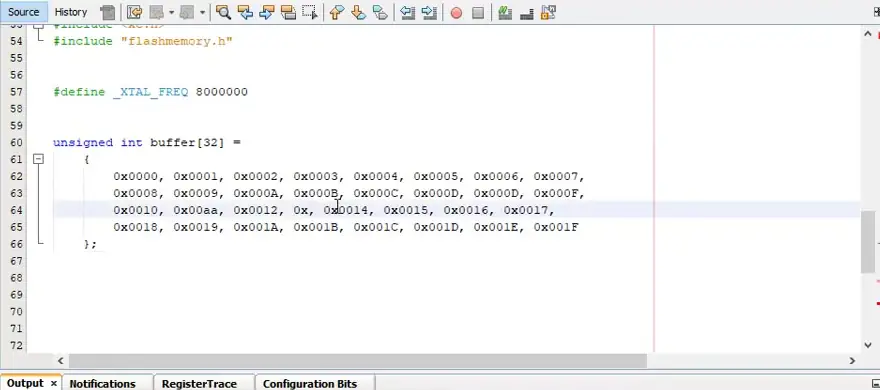 Source History
53 #include <xc.h>
54 #include "flashmemory.h"
55
56
57 #define _XTAL_FREQ 8000000
58
59
60 unsigned int buffer[32] =
61 {
62 0x0000, 0x0001, 0x0002, 0x0003, 0x0004, 0x0005, 0x0006, 0x0007,
63 0x0008, 0x0009, 0x000A, 0x000B, 0x000C, 0x000D, 0x000D, 0x000F,
64 0x0010, 0x00aa, 0x0012, 0x, 0x0014, 0x0015, 0x0016, 0x0017,
65 0x0018, 0x0019, 0x001A, 0x001B, 0x001C, 0x001D, 0x001E, 0x001F
66 };
67
68
69
70
71
72
Output × Notifications RegisterTrace Configuration Bits